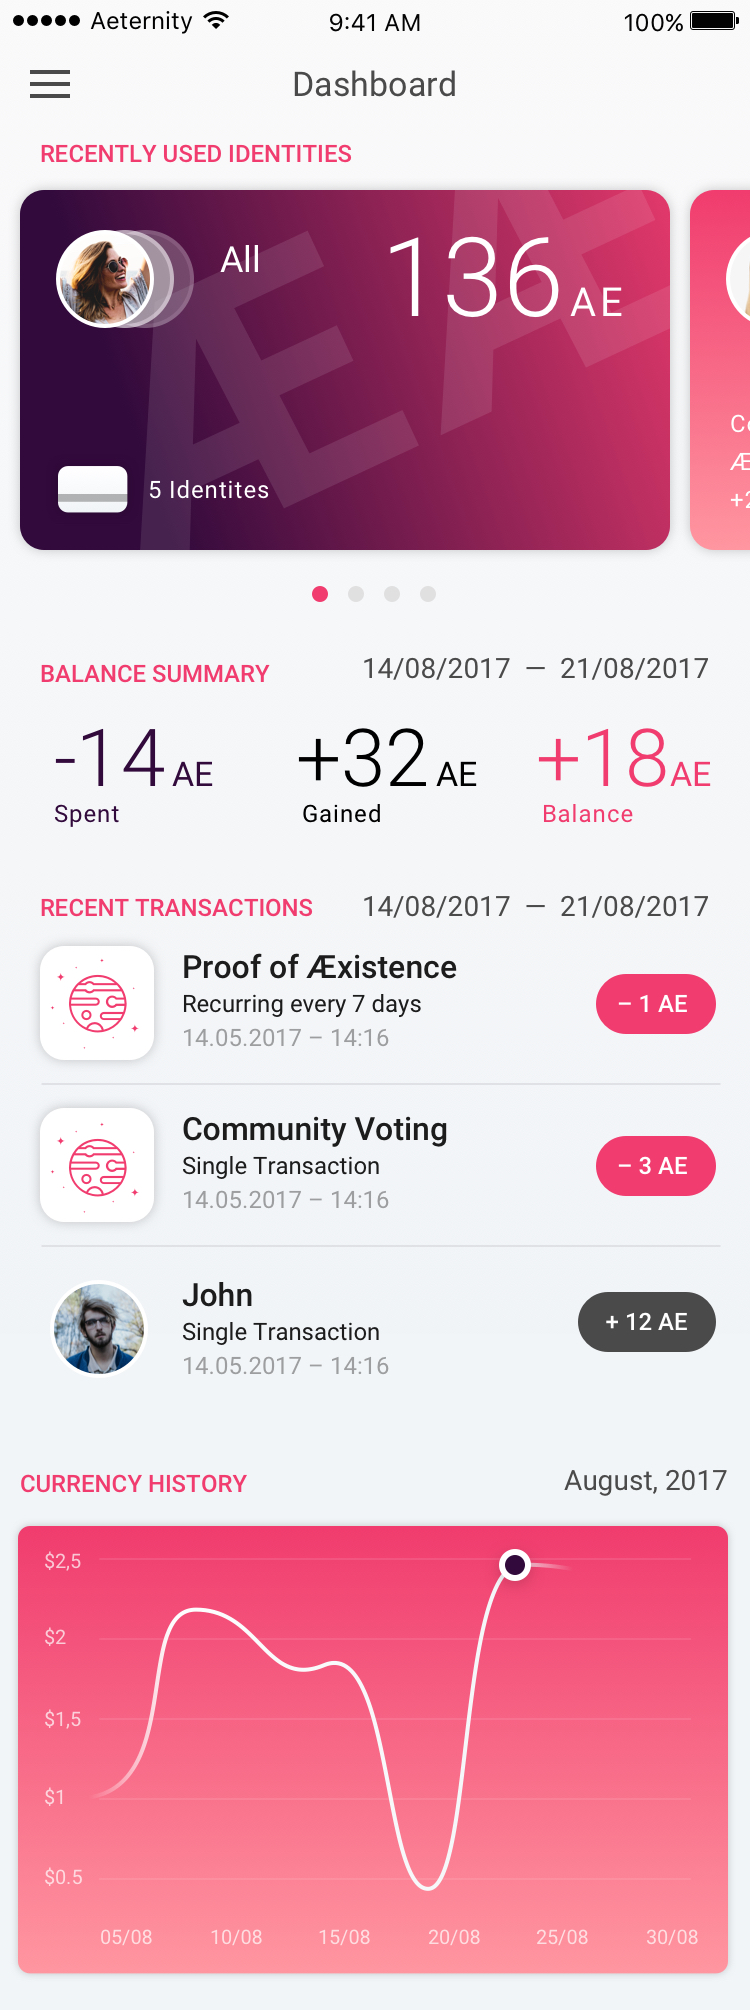 Aeternity 9:41 AM 100%
Dashboard
RECENTLY USED IDENTITIES
All 136 AE
ÆÆ
5 Identites
Æ
+2
BALANCE SUMMARY 14/08/2017 — 21/08/2017
-14 AE +32 AE +18 AE
Spent Gained Balance
RECENT TRANSACTIONS 14/08/2017 — 21/08/2017
Proof of Æxistence
Recurring every 7 days
14.05.2017 – 14:16
– 1 AE
Community Voting
Single Transaction
14.05.2017 – 14:16
– 3 AE
John
Single Transaction
14.05.2017 – 14:16
+ 12 AE
CURRENCY HISTORY August, 2017
$2,5
$2
$1,5
$1
$0.5
05/08 10/08 15/08 20/08 25/08 30/08